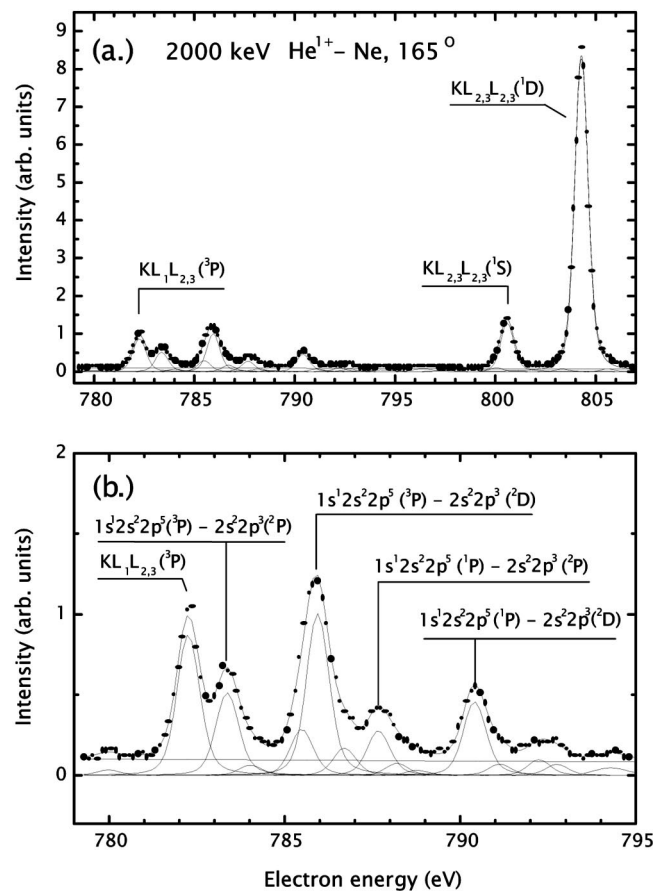 (a.) 2000 keV He¹⁺ – Ne, 165⁰
KL₂,₃L₂,₃(¹D)
KL₁L₂,₃(³P)
KL₂,₃L₂,₃(¹S)
Intensity (arb. units)
9
8
7
6
5
4
3
2
1
0
780 785 790 795 800 805
(b.)
1s¹2s²2p⁵(³P) – 2s²2p³(²D)
1s¹2s²2p⁵(³P) – 2s²2p³(²P)
KL₁L₂,₃(³P)
1s¹2s²2p⁵(¹P) – 2s²2p³(²P)
1s¹2s²2p⁵(¹P) – 2s²2p³(²D)
Intensity (arb. units)
2
1
0
780 785 790 795
Electron energy (eV)